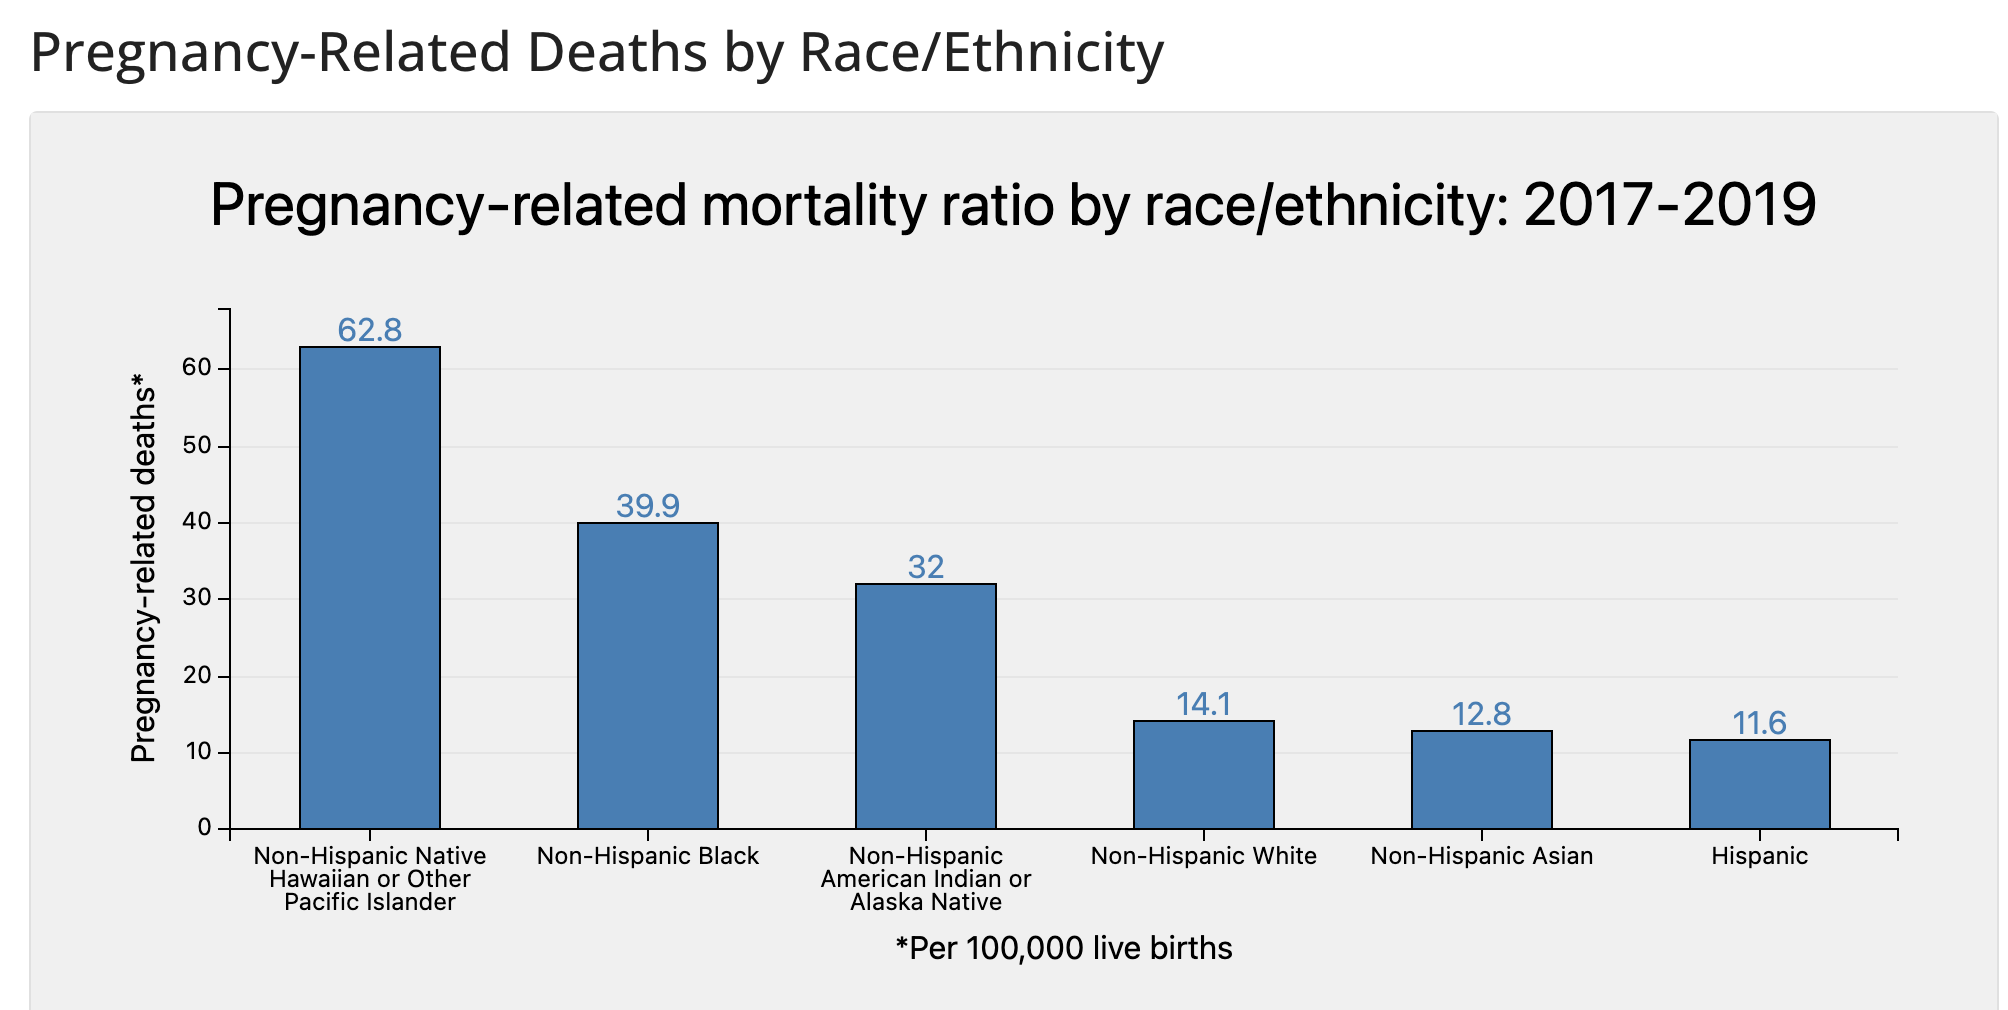 Pregnancy-Related Deaths by Race/Ethnicity
Pregnancy-related mortality ratio by race/ethnicity: 2017-2019
Pregnancy-related deaths*
60
50
40
30
20
10
0
62.8
39.9
32
14.1
12.8
11.6
Non-Hispanic Native
Hawaiian or Other
Pacific Islander
Non-Hispanic Black
Non-Hispanic
American Indian or
Alaska Native
Non-Hispanic White
Non-Hispanic Asian
Hispanic
*Per 100,000 live births